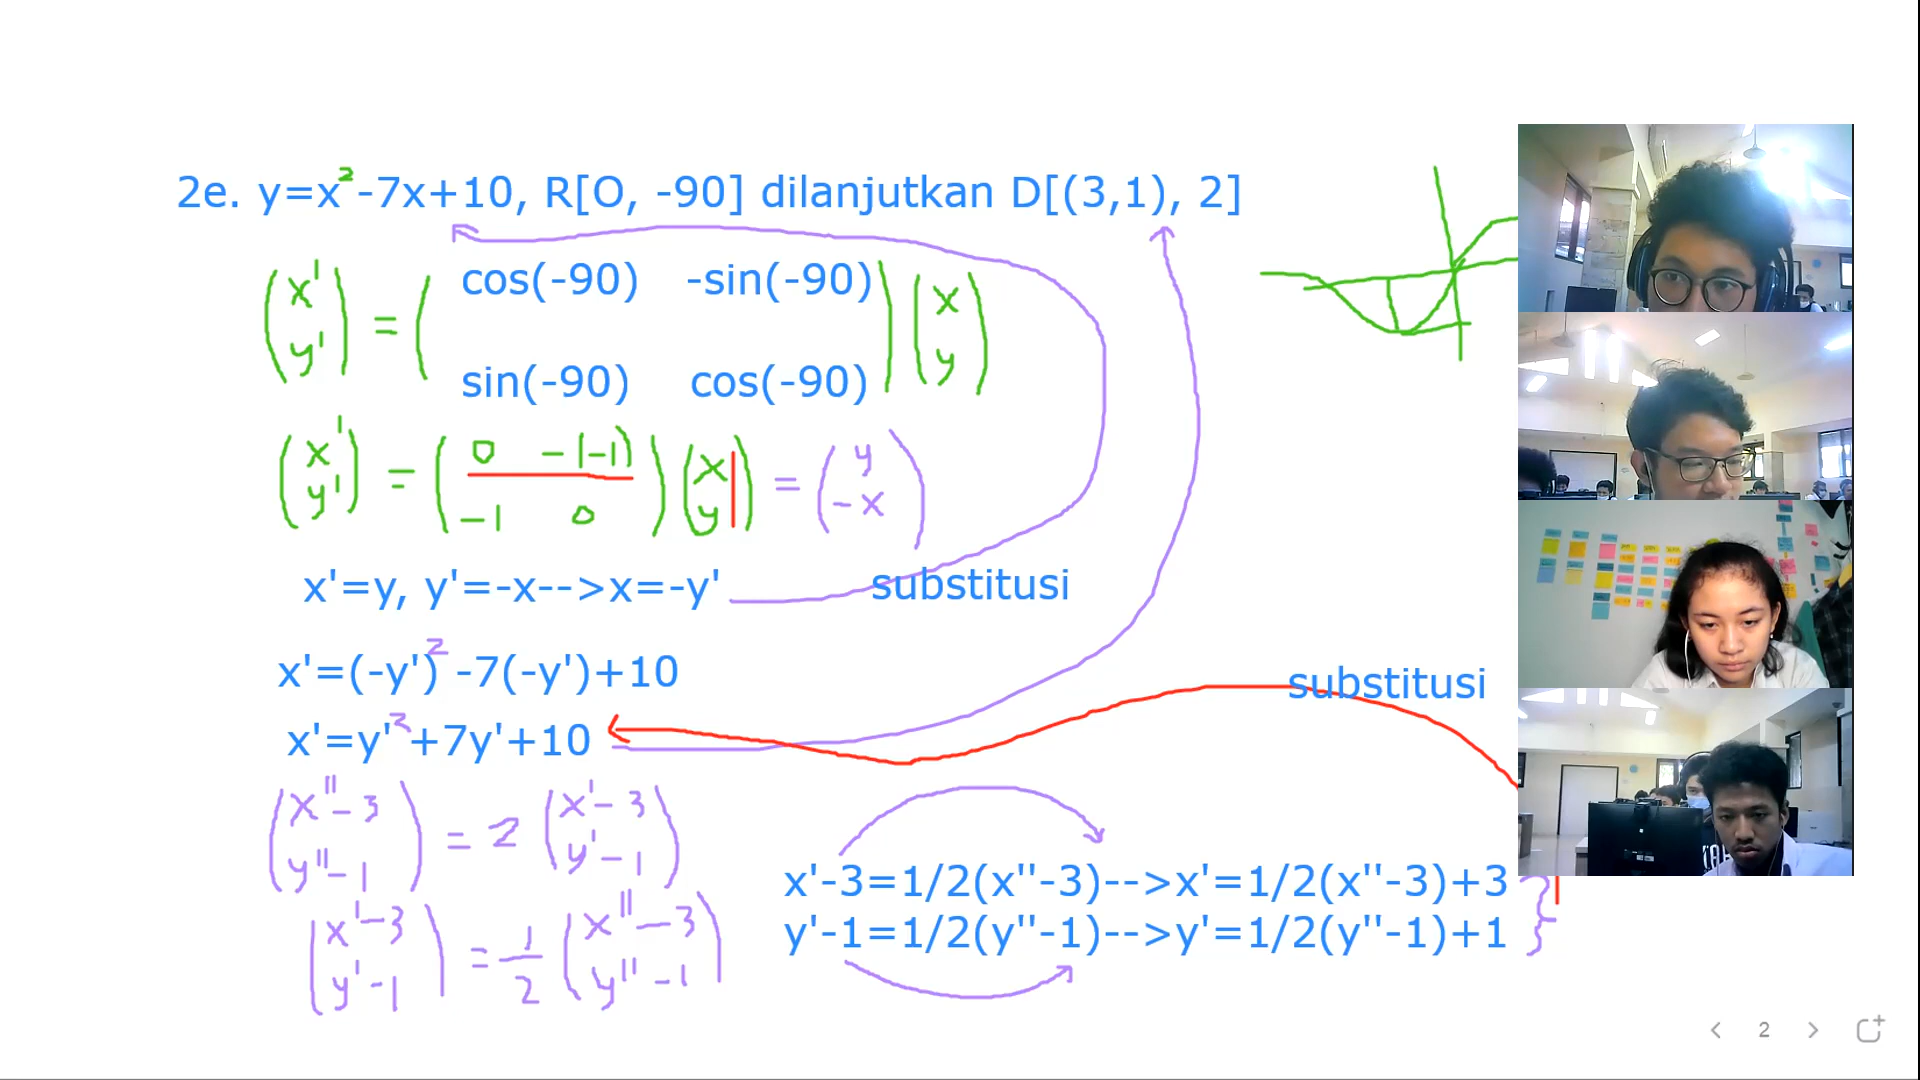 2e. y=x²-7x+10, R[O, -90] dilanjutkan D[(3,1), 2]
(x' y') = ( cos(-90) -sin(-90)
sin(-90) cos(-90) ) (x y)
(x' y') = ( 0 -(-1)
-1 0 ) (x y) = (y -x)
x'=y, y'=-x-->x=-y' substitusi
x'=(-y')² -7(-y')+10
substitusi
x'=y'²+7y'+10
(x''-3 y''-1) = 2 (x'-3 y'-1)
x'-3=1/2(x''-3)-->x'=1/2(x''-3)+3
y'-1=1/2(y''-1)-->y'=1/2(y''-1)+1
(x'-3 y'-1) = 1/2 (x''-3 y''-1)
2